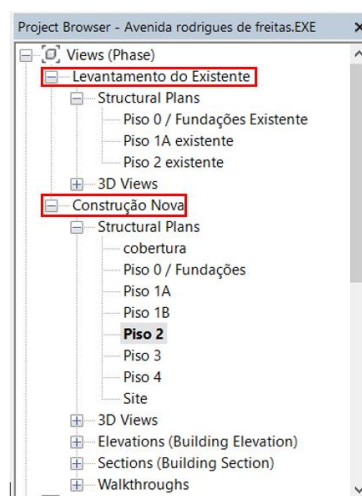 Project Browser - Avenida rodrigues de freitas.EXE
Views (Phase)
Levantamento do Existente
Structural Plans
Piso 0 / Fundações Existente
Piso 1A existente
Piso 2 existente
3D Views
Construção Nova
Structural Plans
cobertura
Piso 0 / Fundações
Piso 1A
Piso 1B
Piso 2
Piso 3
Piso 4
Site
3D Views
Elevations (Building Elevation)
Sections (Building Section)
Walkthroughs